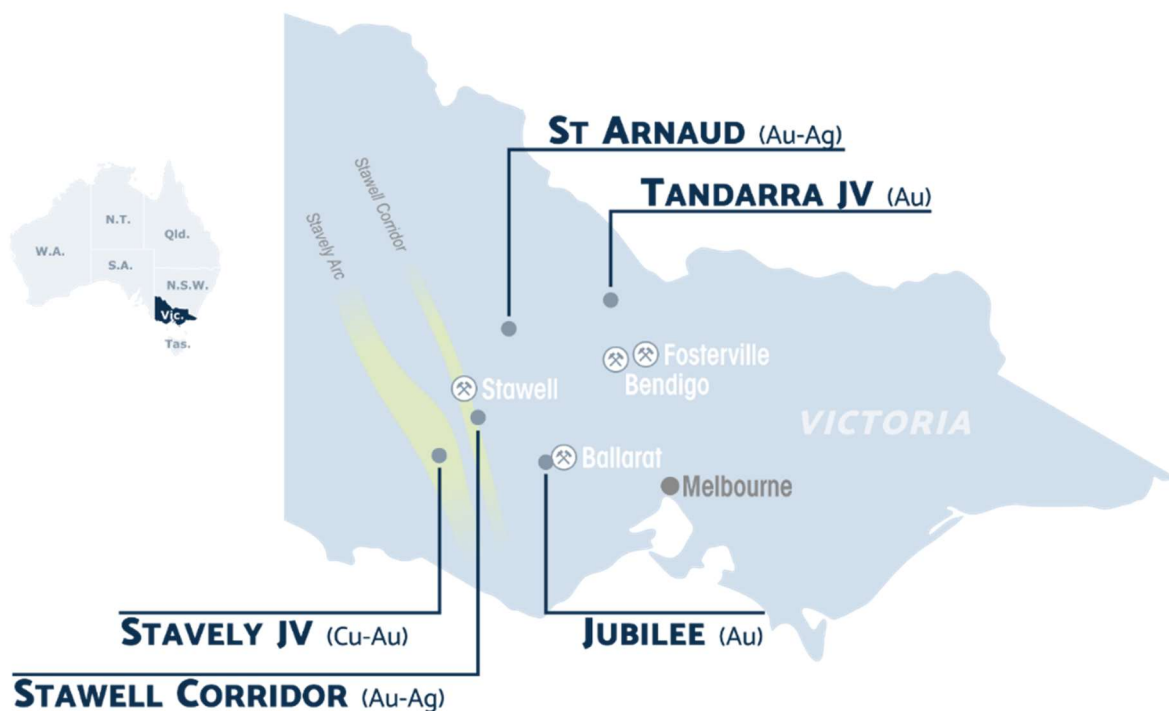 ST ARNAUD (Au-Ag)
TANDARRA JV (Au)
Stawell Corridor
Stavely Arc
N.T.
Qld.
W.A.
S.A.
N.S.W.
Vic.
Tas.
Fosterville
Bendigo
Stawell
VICTORIA
Ballarat
Melbourne
STAVELY JV (Cu-Au)
JUBILEE (Au)
STAWELL CORRIDOR (Au-Ag)